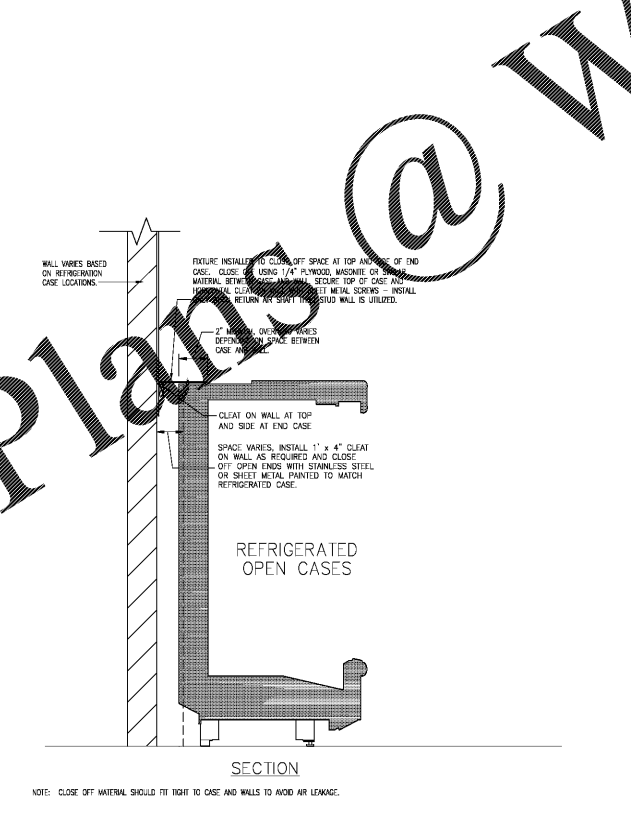 Plans @ W
WALL VARIES BASED
ON REFRIGERATION
CASE LOCATIONS.
FIXTURE INSTALLED TO CLOSE OFF SPACE AT TOP AND SIDE OF END
CASE. CLOSE OFF USING 1/4" PLYWOOD, MASONITE OR SIMILAR
MATERIAL BETWEEN CASE AND WALL. SECURE TOP OF CASE AND
HORIZONTAL CLEAT ON WALL WITH SHEET METAL SCREWS - INSTALL
RETURN AIR SHAFT STUD WALL IS UTILIZED.
2" OVER VARIES
DEPENDENT ON SPACE BETWEEN
CASE AND WALL.
CLEAT ON WALL AT TOP
AND SIDE AT END CASE
SPACE VARIES, INSTALL 1' x 4" CLEAT
ON WALL AS REQUIRED AND CLOSE
OFF OPEN ENDS WITH STAINLESS STEEL
OR SHEET METAL PAINTED TO MATCH
REFRIGERATED CASE.
REFRIGERATED
OPEN CASES
SECTION
NOTE: CLOSE OFF MATERIAL SHOULD FIT TIGHT TO CASE AND WALLS TO AVOID AIR LEAKAGE.